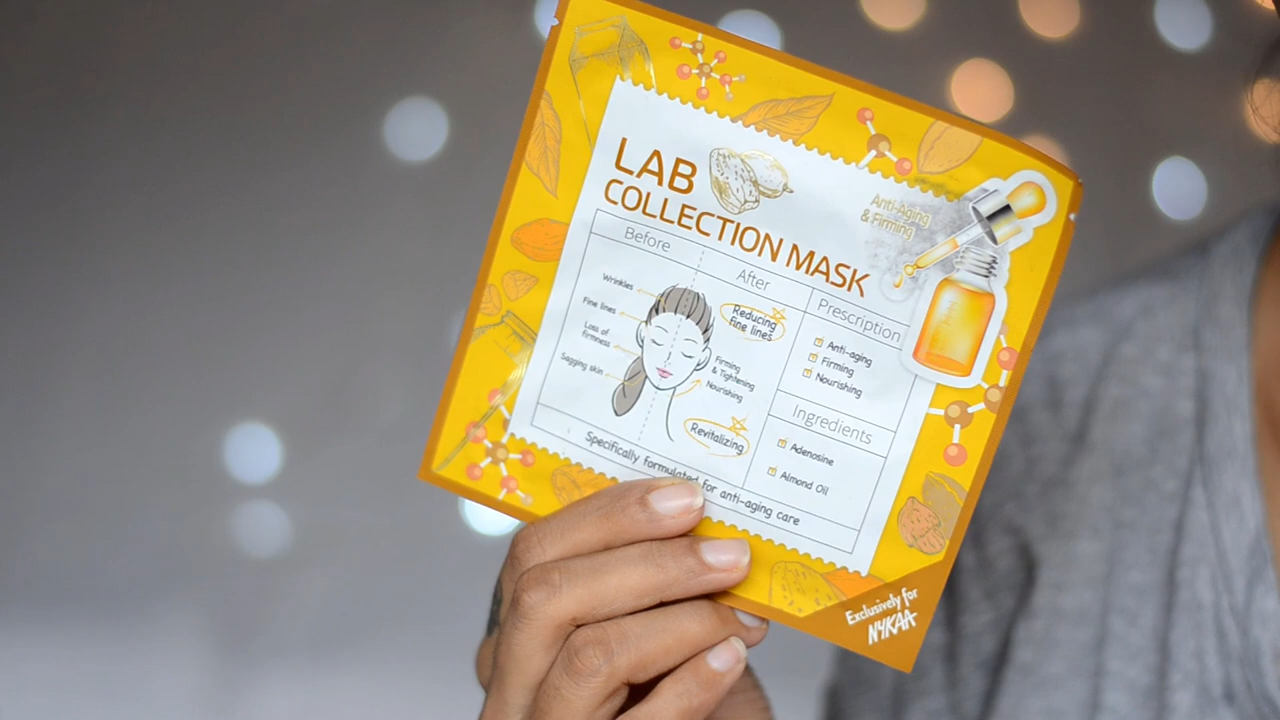 LAB
COLLECTION MASK
Anti-Aging
& Firming
Before
After
Prescription
Wrinkles
Fine lines
Loss of
firmness
Sagging skin
Reducing
fine lines
Firming
& Tightening
Nourishing
Revitalizing
Anti-aging
Firming
Nourishing
Ingredients
Adenosine
Almond Oil
Specifically formulated for anti-aging care
Exclusively for
NYKAA